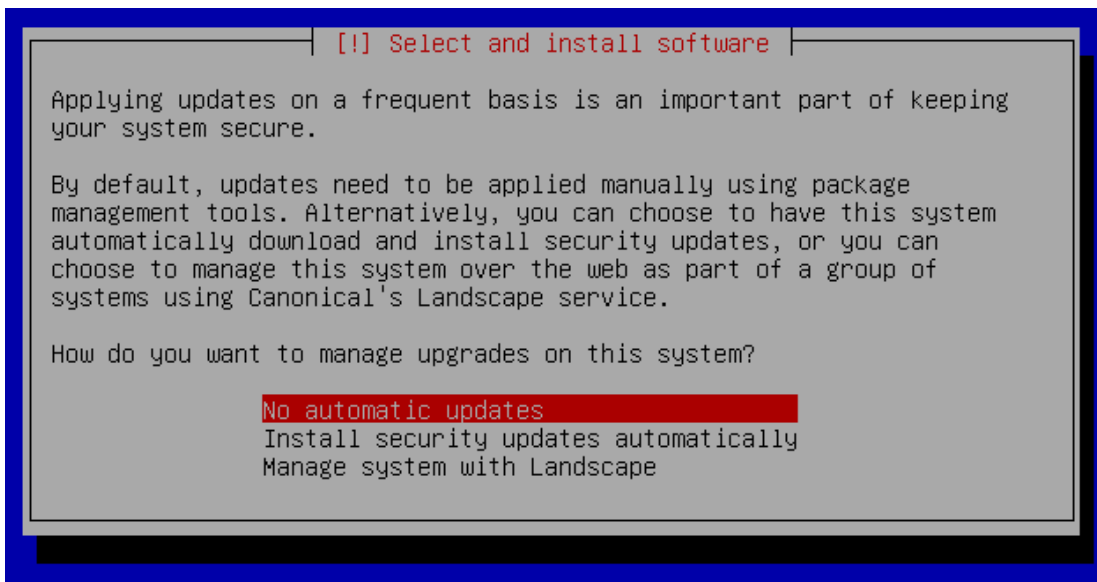 [!] Select and install software
Applying updates on a frequent basis is an important part of keeping
your system secure.
By default, updates need to be applied manually using package
management tools. Alternatively, you can choose to have this system
automatically download and install security updates, or you can
choose to manage this system over the web as part of a group of
systems using Canonical's Landscape service.
How do you want to manage upgrades on this system?
No automatic updates
Install security updates automatically
Manage system with Landscape